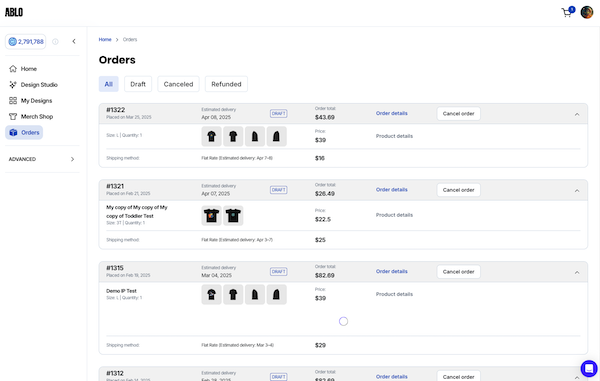 ABLO
2,791,788
Home
Design Studio
My Designs
Merch Shop
Orders
ADVANCED
Home > Orders
Orders
All Draft Canceled Refunded
#1322
Placed on Mar 25, 2025
Estimated delivery
Apr 08, 2025
DRAFT
Order total
$43.69
Order details
Cancel order
Size: L | Quantity: 1
Price:
$39
Product details
Shipping method:
Flat Rate (Estimated delivery: Apr 7–8)
$16
#1321
Placed on Feb 21, 2025
Estimated delivery
Apr 07, 2025
DRAFT
Order total
$26.49
Order details
Cancel order
My copy of My copy of My
copy of Toddler Test
Size: 3T | Quantity: 1
Price:
$22.5
Product details
Shipping method:
Flat Rate (Estimated delivery: Apr 3–7)
$25
#1315
Placed on Feb 19, 2025
Estimated delivery
Mar 04, 2025
DRAFT
Order total
$82.69
Order details
Cancel order
Demo IP Test
Size: L | Quantity: 1
Price:
$39
Product details
Shipping method:
Flat Rate (Estimated delivery: Mar 3–4)
$29
#1312
Estimated delivery
DRAFT
Order total
$82.69
Order details
Cancel order